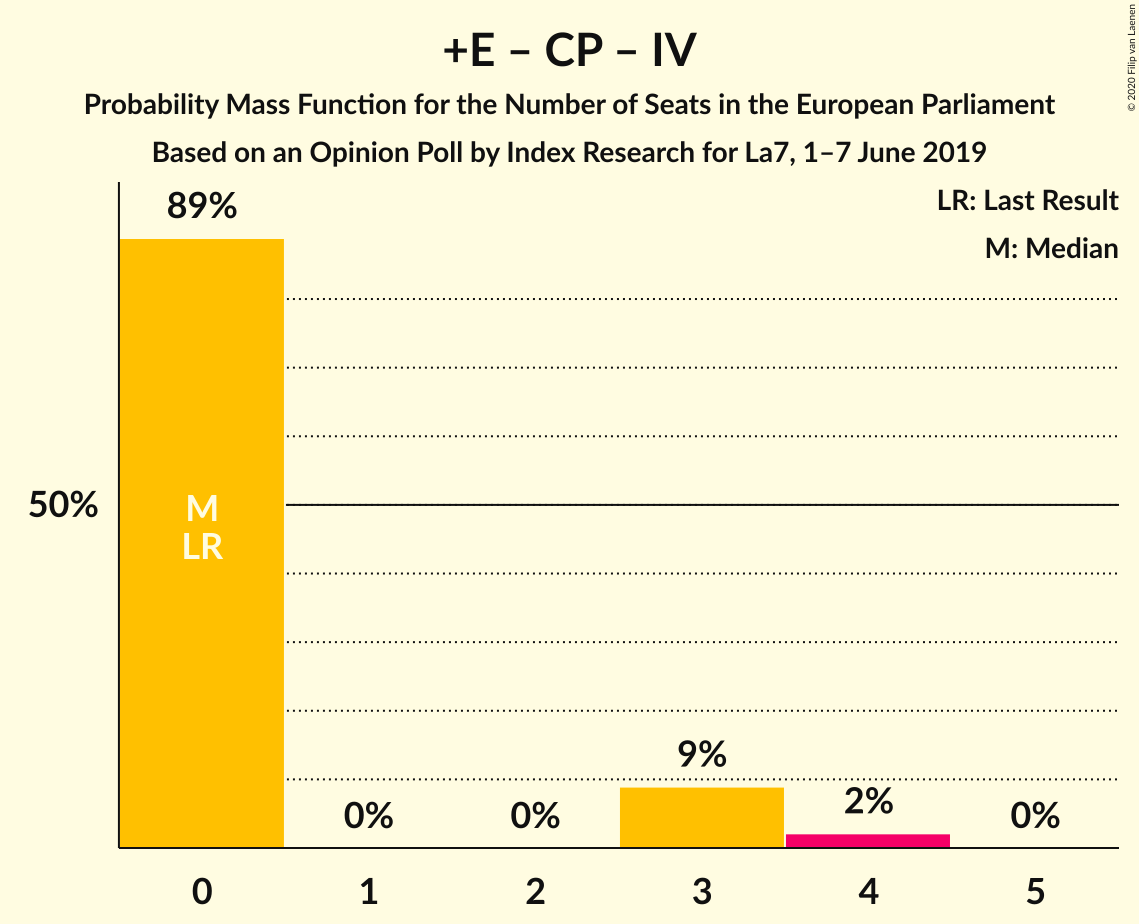 +E – CP – IV
Probability Mass Function for the Number of Seats in the European Parliament
Based on an Opinion Poll by Index Research for La7, 1–7 June 2019
© 2020 Filip van Laenen
LR: Last Result
M: Median
89%
50%
M
LR
0%
0%
9%
2%
0%
0
1
2
3
4
5